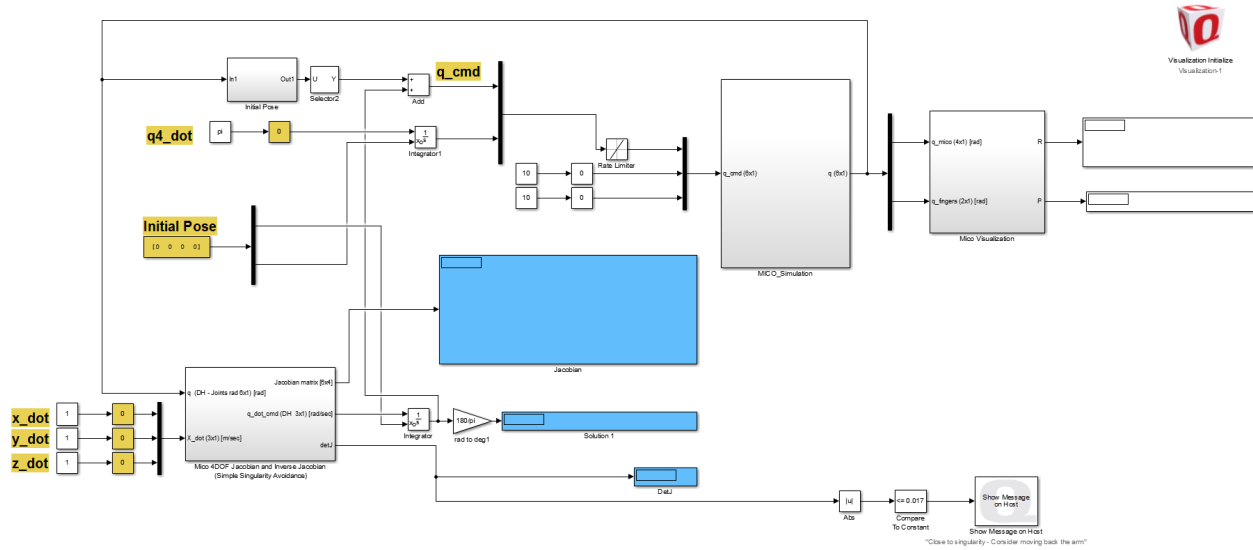 Visualization Initialize
Visualization-1
In1
Out1
Initial Pose
U
Y
Selector2
+
+
Add
q_cmd
q4_dot
pi
0
1
s
xo
Integrator1
Rate Limiter
10
0
10
0
q_cmd (6x1)
q (6x1)
MICO_Simulation
q_mico (4x1) [rad]
q_fingers (2x1) [rad]
R
P
Mico Visualization
Initial Pose
[0 0 0 0]
Jacobian
q (DH - Joints rad 6x1) [rad]
X_dot (3x1) [m/sec]
Jacobian matrix [6x4]
q_dot_cmd (DH 3x1) [rad/sec]
detJ
Mico 4DOF Jacobian and Inverse Jacobian
(Simple Singularity Avoidance)
x_dot
1
0
y_dot
1
0
z_dot
1
0
1
s
xo
Integrator
180/pi
rad to deg1
Solution 1
DetJ
|u|
Abs
<= 0.017
Compare
To Constant
Show Message
on Host
Show Message on Host
"Close to singularity - Consider moving back the arm"